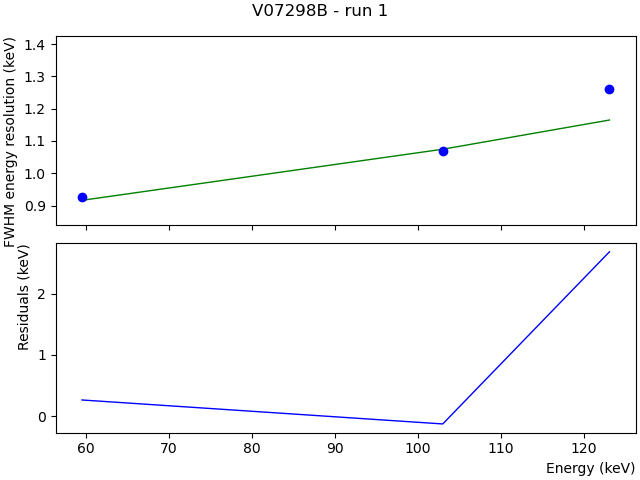 V07298B - run 1
FWHM energy resolution (keV)
1.4
1.3
1.2
1.1
1.0
0.9
Residuals (keV)
2
1
0
60 70 80 90 100 110 120
Energy (keV)